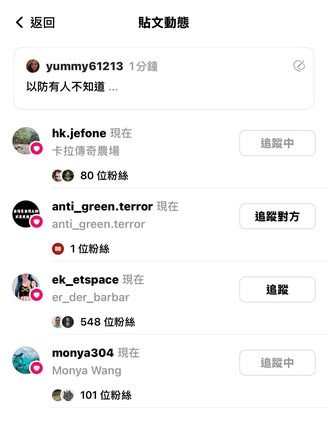 返回
貼文動態
yummy61213 1分鐘
以防有人不知道 ...
hk.jefone 現在
追蹤中
卡拉傳奇農場
80 位粉絲
anti_green.terror 現在
追蹤對方
anti_green.terror
1 位粉絲
ek_etspace 現在
追蹤
er_der_barbar
548 位粉絲
monya304 現在
追蹤中
Monya Wang
101 位粉絲